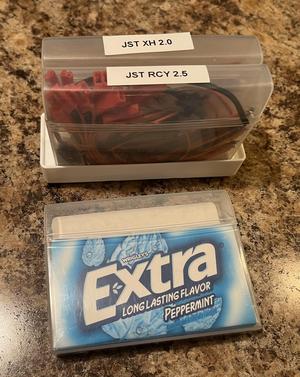 JST XH 2.0
JST RCY 2.5
WRIGLEY'S
Extra
LONG LASTING FLAVOR
PEPPERMINT